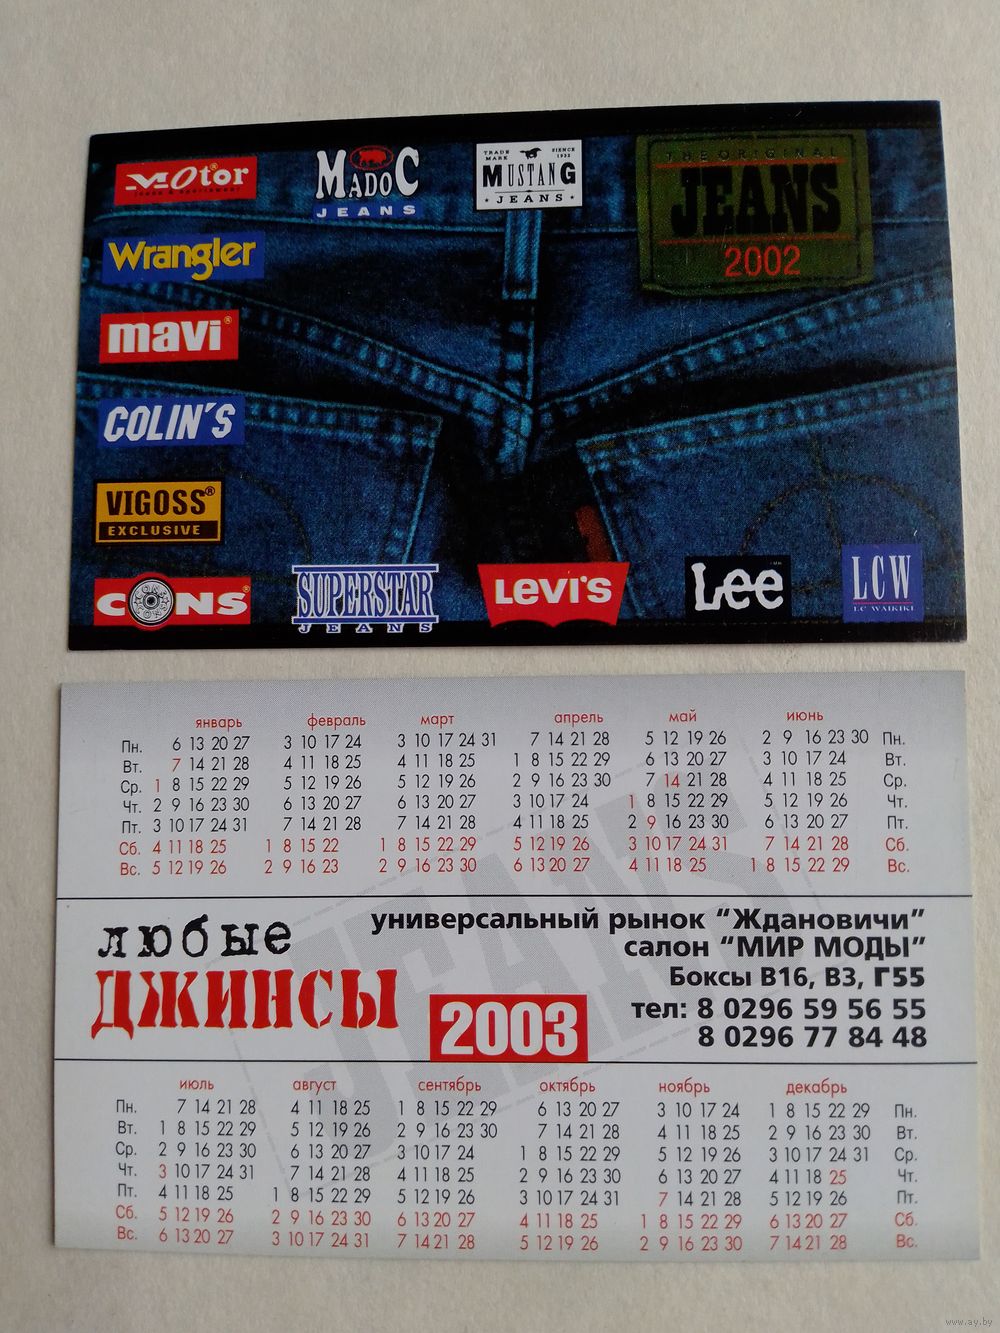 Motor®
MADOC
JEANS
TRADE MARK SIENCE 1932
MUSTANG
JEANS
THE ORIGINAL
JEANS
2002
Wrangler
mavi®
COLIN'S
VIGOSS®
EXCLUSIVE
CONS®
SUPERSTAR
JEANS
LEVI'S
Lee
LCW
LC WAIKIKI
январь февраль март апрель май июнь
Пн. 6 13 20 27 3 10 17 24 3 10 17 24 31 7 14 21 28 5 12 19 26 2 9 16 23 30 Пн.
Вт. 7 14 21 28 4 11 18 25 4 11 18 25 1 8 15 22 29 6 13 20 27 3 10 17 24 Вт.
Ср. 1 8 15 22 29 5 12 19 26 5 12 19 26 2 9 16 23 30 7 14 21 28 4 11 18 25 Ср.
Чт. 2 9 16 23 30 6 13 20 27 6 13 20 27 3 10 17 24 1 8 15 22 29 5 12 19 26 Чт.
Пт. 3 10 17 24 31 7 14 21 28 7 14 21 28 4 11 18 25 2 9 16 23 30 6 13 20 27 Пт.
Сб. 4 11 18 25 1 8 15 22 1 8 15 22 29 5 12 19 26 3 10 17 24 31 7 14 21 28 Сб.
Вс. 5 12 19 26 2 9 16 23 2 9 16 23 30 6 13 20 27 4 11 18 25 1 8 15 22 29 Вс.
JEANS
любые
ДЖИНСЫ
2003
универсальный рынок "Ждановичи"
салон "МИР МОДЫ"
Боксы В16, В3, Г55
тел: 8 0296 59 56 55
8 0296 77 84 48
июль август сентябрь октябрь ноябрь декабрь
Пн. 7 14 21 28 4 11 18 25 1 8 15 22 29 6 13 20 27 3 10 17 24 1 8 15 22 29 Пн.
Вт. 1 8 15 22 29 5 12 19 26 2 9 16 23 30 7 14 21 28 4 11 18 25 2 9 16 23 30 Вт.
Ср. 2 9 16 23 30 6 13 20 27 3 10 17 24 1 8 15 22 29 5 12 19 26 3 10 17 24 31 Ср.
Чт. 3 10 17 24 31 7 14 21 28 4 11 18 25 2 9 16 23 30 6 13 20 27 4 11 18 25 Чт.
Пт. 4 11 18 25 1 8 15 22 29 5 12 19 26 3 10 17 24 31 7 14 21 28 5 12 19 26 Пт.
Сб. 5 12 19 26 2 9 16 23 30 6 13 20 27 4 11 18 25 1 8 15 22 29 6 13 20 27 Сб.
Вс. 6 13 20 27 3 10 17 24 31 7 14 21 28 5 12 19 26 2 9 16 23 30 7 14 21 28 Вс.
www.ay.by